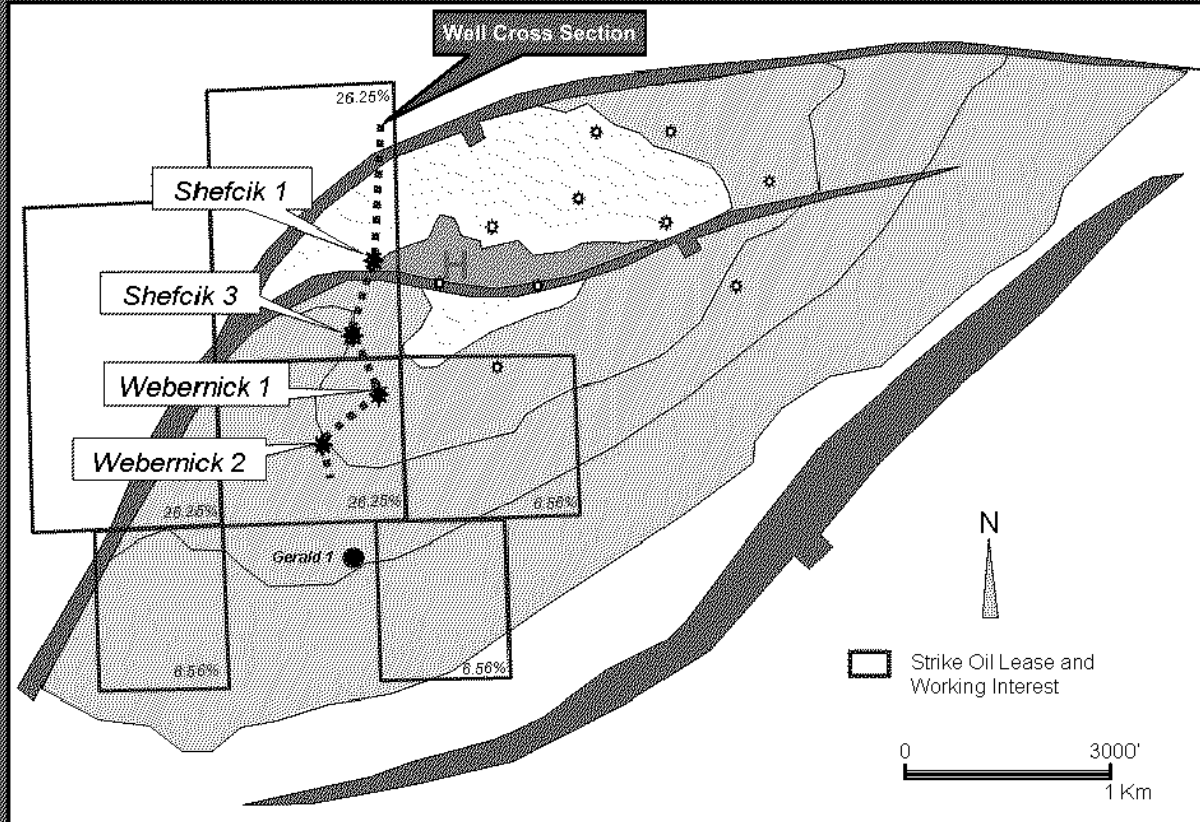 Well Cross Section
26.25%
Shefcik 1
Shefcik 3
Webernick 1
Webernick 2
26.25%
26.25%
6.56%
Gerald 1
6.56%
6.56%
N
Strike Oil Lease and
Working Interest
0 3000'
1 Km